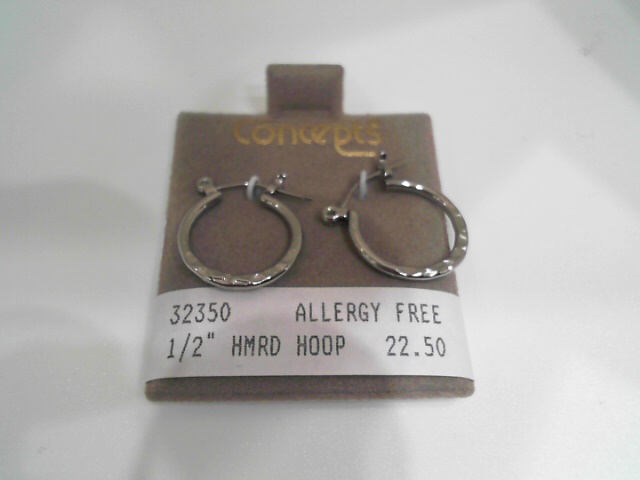 Concepts
32350 ALLERGY FREE
1/2" HMRD HOOP 22.50